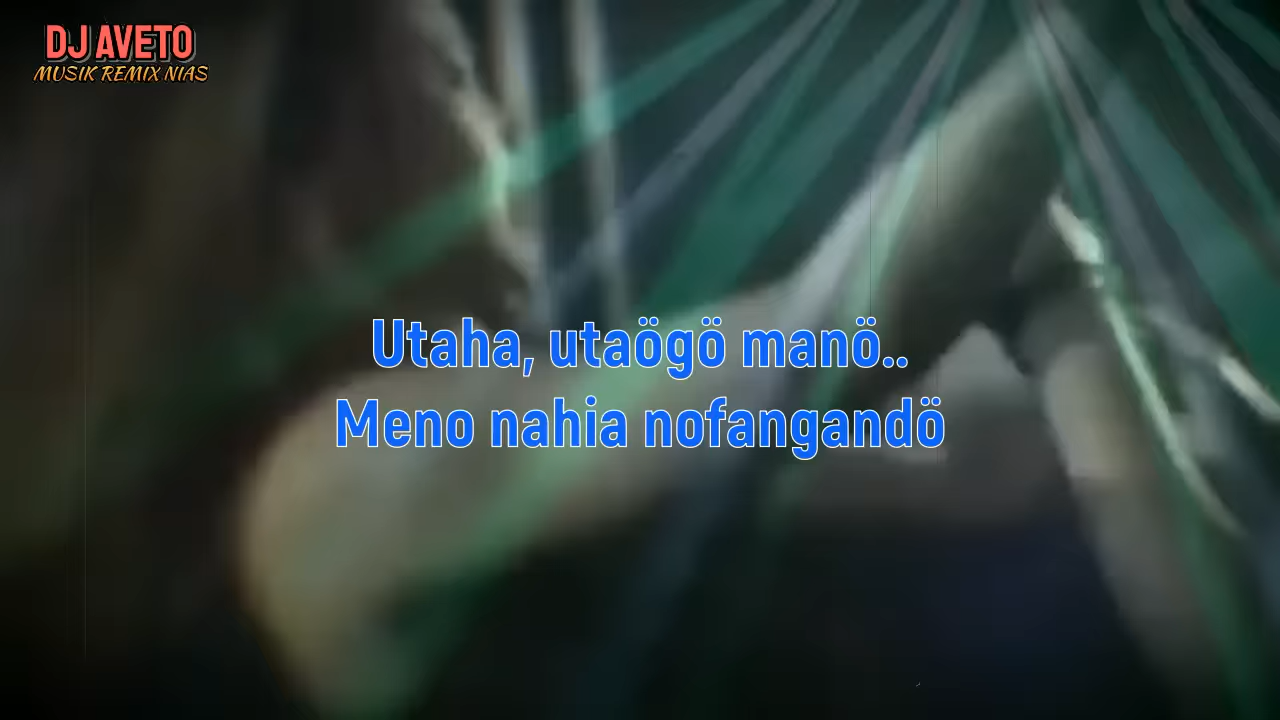 DJ AVETO
MUSIK REMIX NIAS
Utaha, utaögö manö..
Meno nahia nofangandö